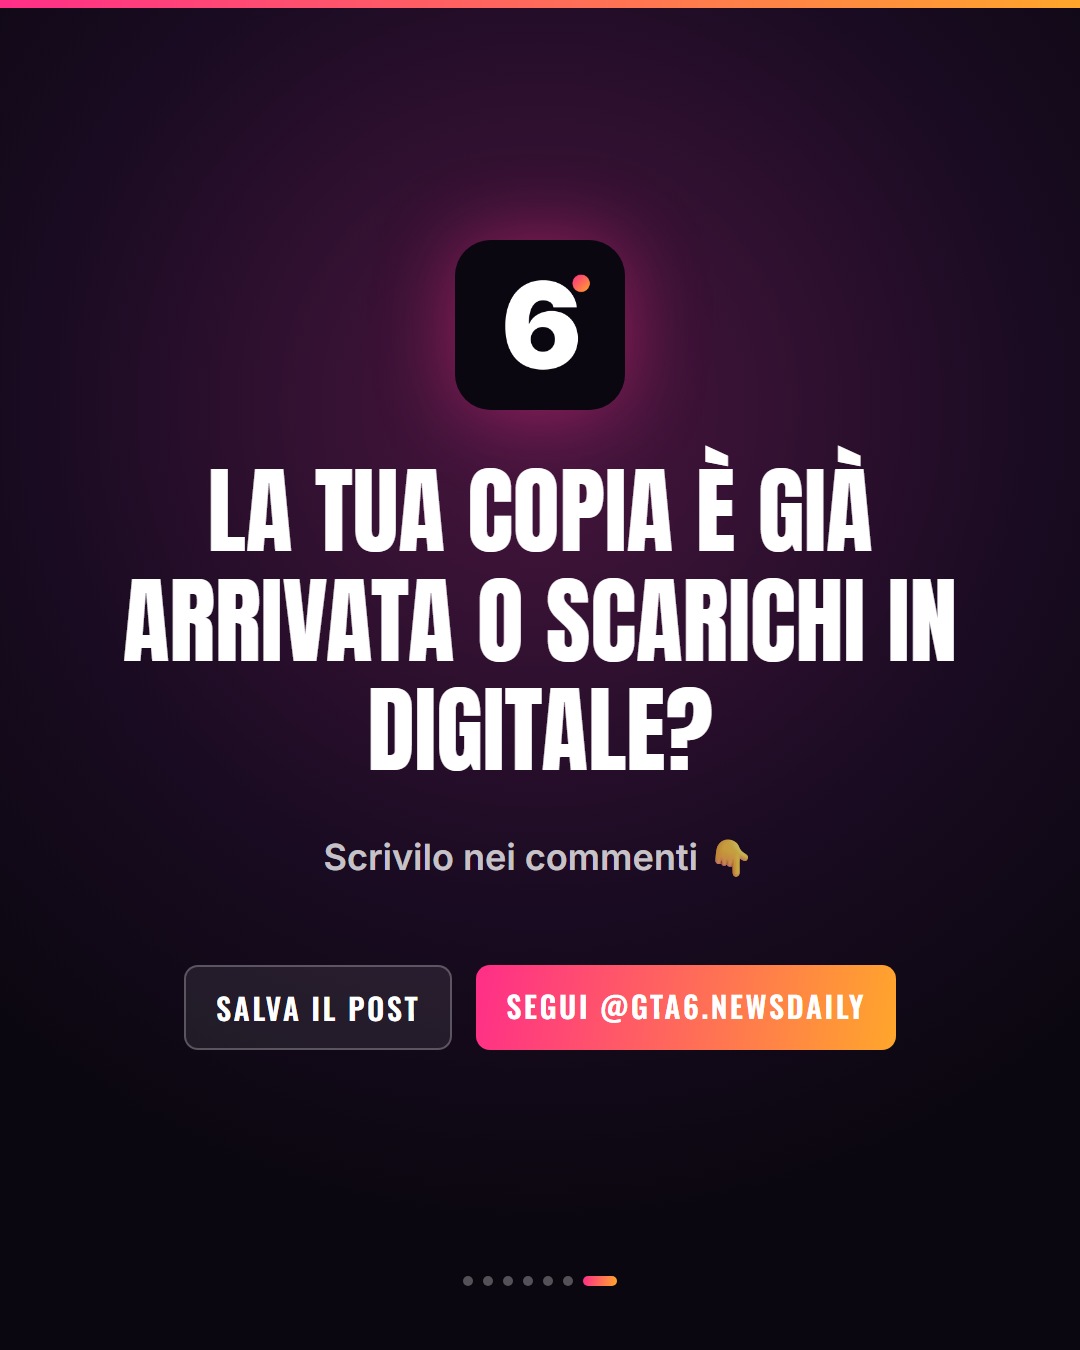 6
LA TUA COPIA È GIÀ
ARRIVATA O SCARICHI IN
DIGITALE?
Scrivilo nei commenti 👇
SALVA IL POST
SEGUI @GTA6.NEWSDAILY